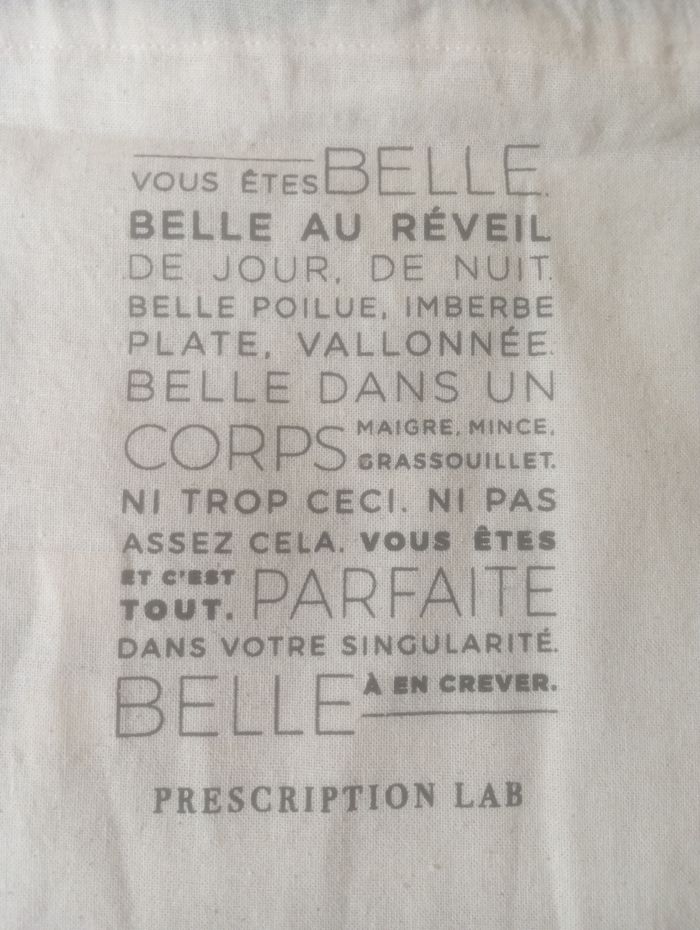 VOUS ÊTES BELLE.
BELLE AU RÉVEIL
DE JOUR, DE NUIT.
BELLE POILUE, IMBERBE
PLATE, VALLONNÉE.
BELLE DANS UN
CORPS MAIGRE, MINCE,
GRASSOUILLET.
NI TROP CECI. NI PAS
ASSEZ CELA. VOUS ÊTES
ET C'EST
TOUT. PARFAITE
DANS VOTRE SINGULARITÉ.
BELLE À EN CREVER.
PRESCRIPTION LAB